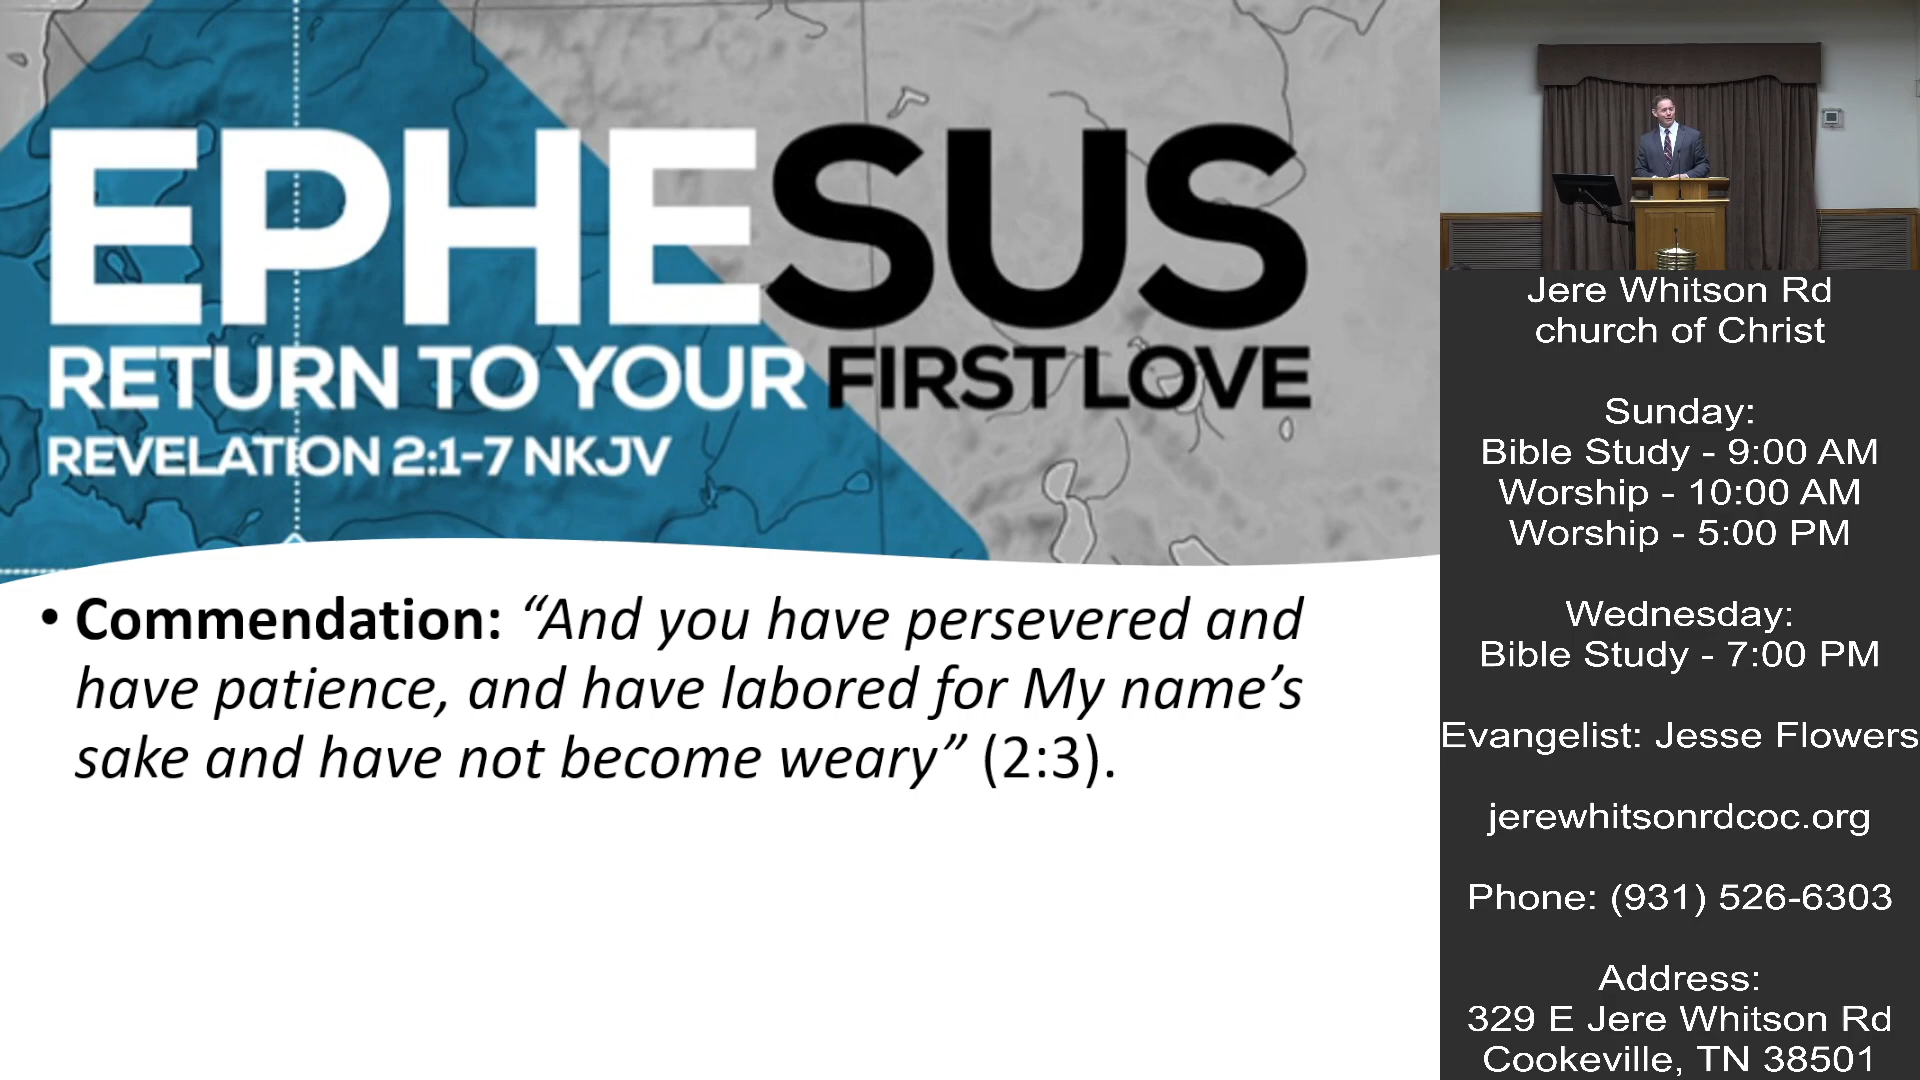 EPHESUS
RETURN TO YOUR FIRST LOVE
REVELATION 2:1-7 NKJV
• Commendation: “And you have persevered and
have patience, and have labored for My name’s
sake and have not become weary” (2:3).
Jere Whitson Rd
church of Christ
Sunday:
Bible Study - 9:00 AM
Worship - 10:00 AM
Worship - 5:00 PM
Wednesday:
Bible Study - 7:00 PM
Evangelist: Jesse Flowers
jerewhitsonrdcoc.org
Phone: (931) 526-6303
Address:
329 E Jere Whitson Rd
Cookeville, TN 38501